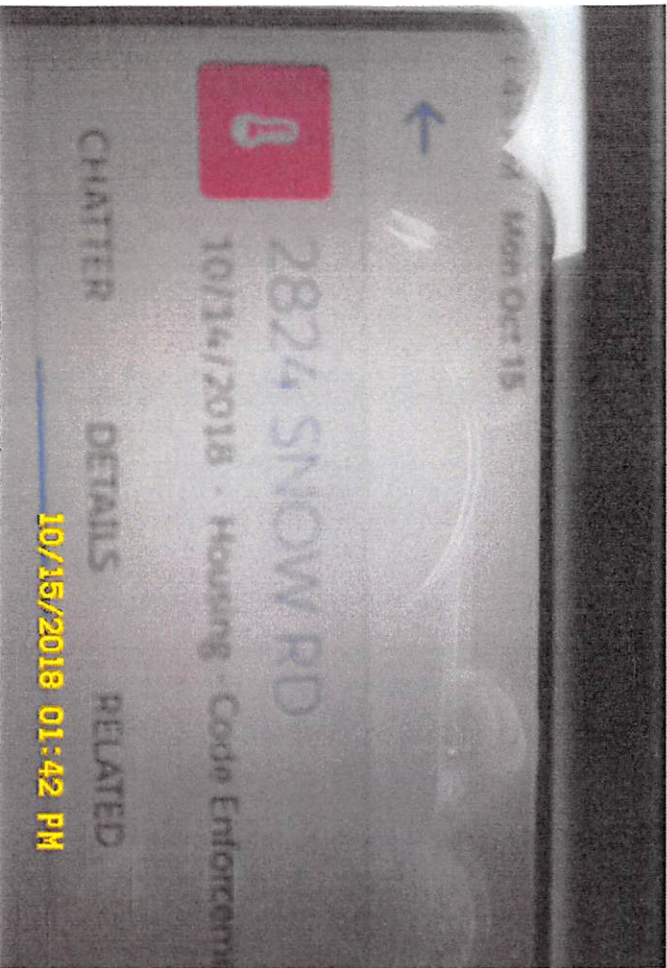 Mon Oct 15
2824 SNOW RD
10/14/2018 · Housing - Code Enforcem
CHATTER DETAILS RELATED
10/15/2018 01:42 PM